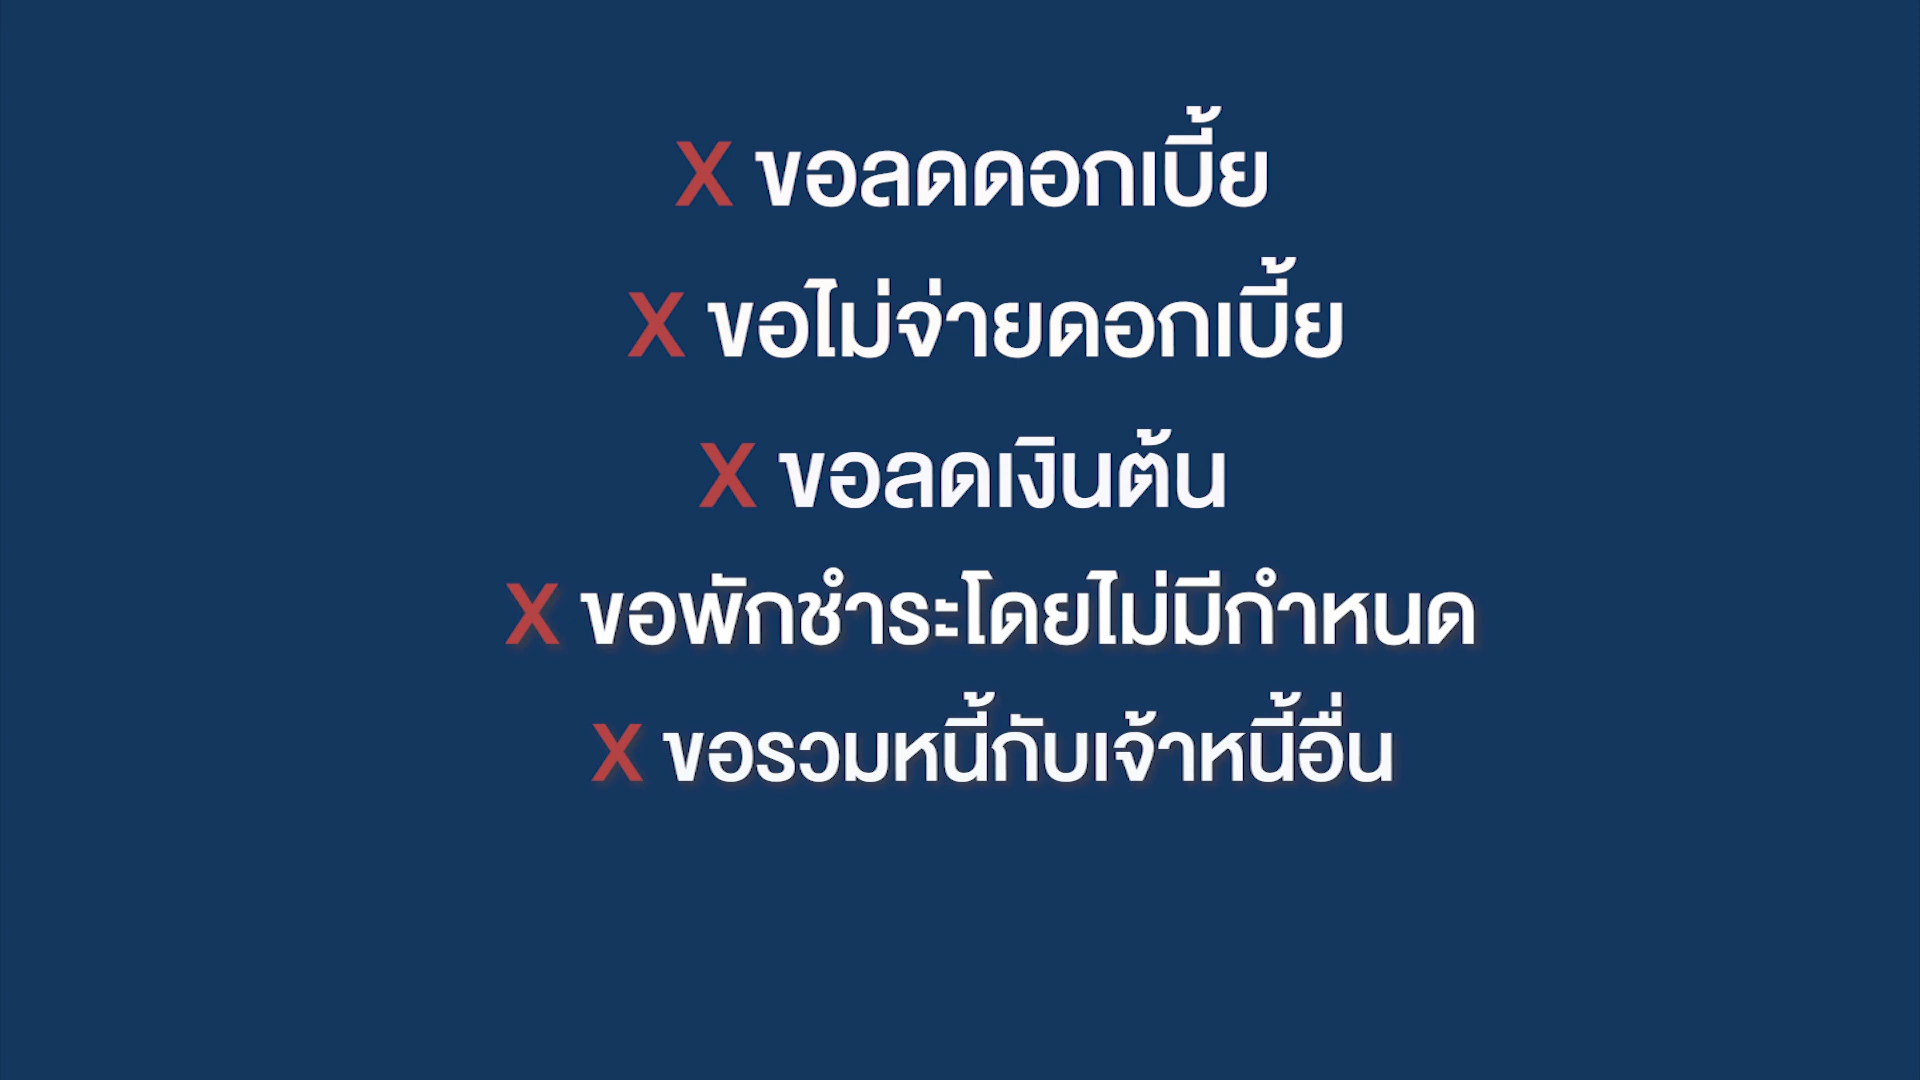 X ขอลดดอกเบี้ย
X ขอไม่จ่ายดอกเบี้ย
X ขอลดเงินต้น
X ขอพักชำระโดยไม่มีกำหนด
X ขอรวมหนี้กับเจ้าหนี้อื่น